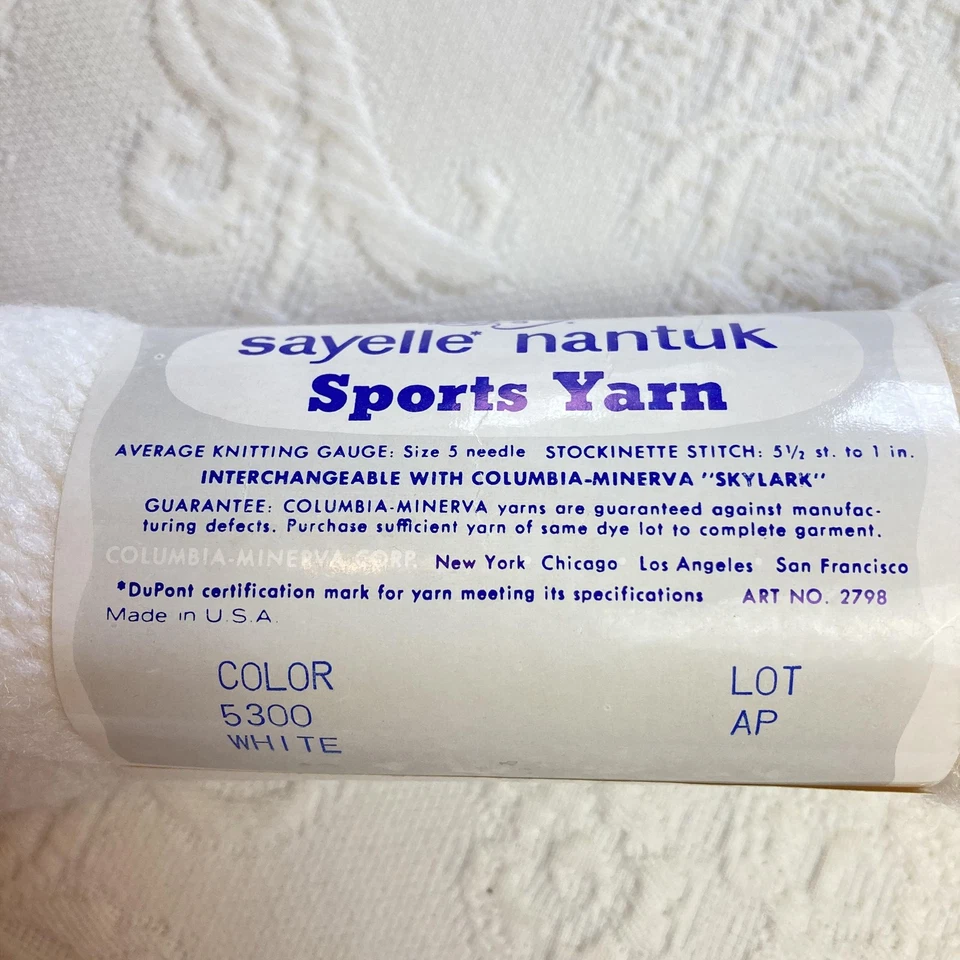 sayelle* nantuk
Sports Yarn
AVERAGE KNITTING GAUGE: Size 5 needle STOCKINETTE STITCH: 5½ st. to 1 in.
INTERCHANGEABLE WITH COLUMBIA-MINERVA "SKYLARK"
GUARANTEE: COLUMBIA-MINERVA yarns are guaranteed against manufac-
turing defects. Purchase sufficient yarn of same dye lot to complete garment.
COLUMBIA-MINERVA CORP. New York Chicago Los Angeles San Francisco
*DuPont certification mark for yarn meeting its specifications ART NO. 2798
Made in U.S.A.
COLOR LOT
5300 AP
WHITE